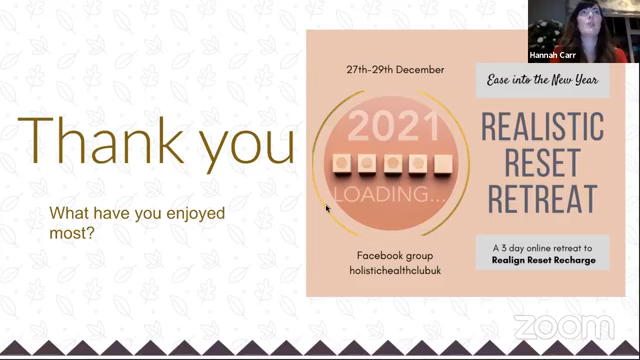 Thank you
What have you enjoyed
most?
27th-29th December
2021
LOADING...
Facebook group
holistichealthclubuk
Ease into the New Year
REALISTIC
RESET
RETREAT
A 3 day online retreat to
Realign Reset Recharge
Hannah Carr
zoom